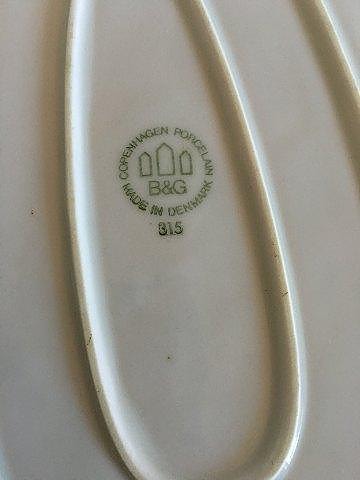 COPENHAGEN PORCELAIN
B&G
MADE IN DENMARK
315